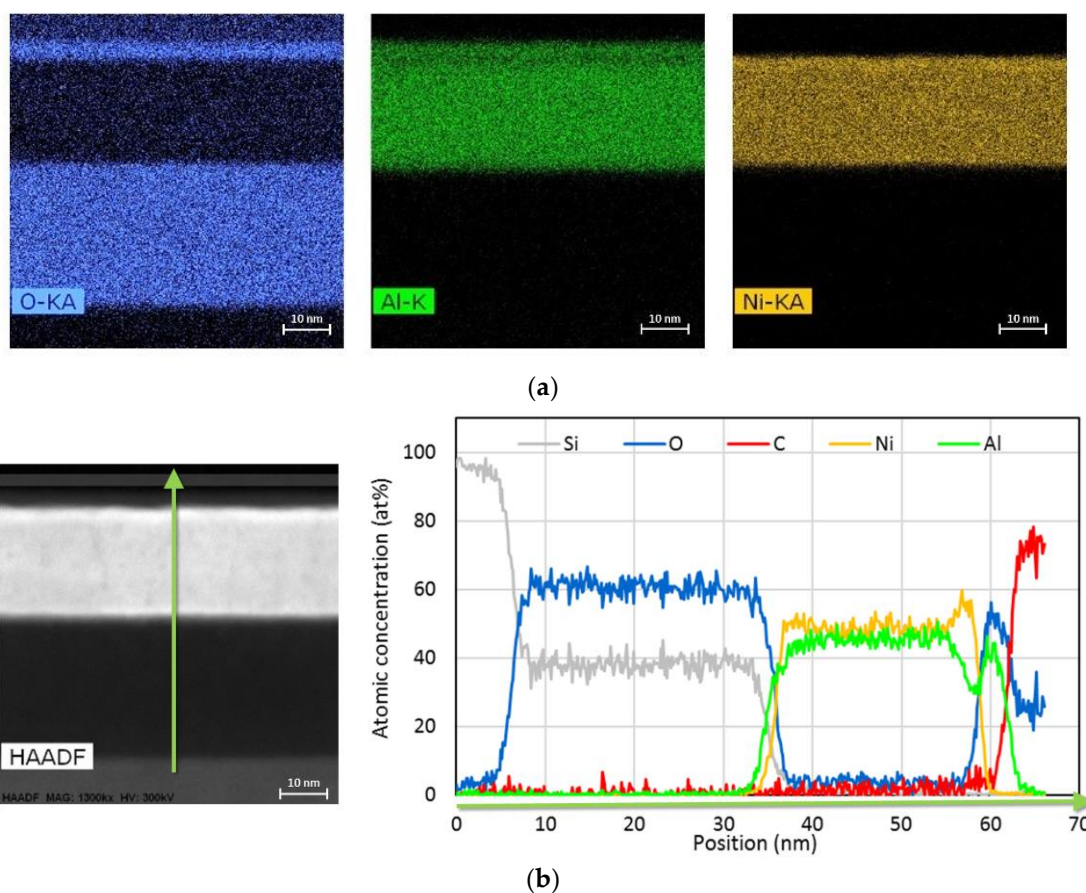 O-KA
10 nm
Al-K
10 nm
Ni-KA
10 nm
(a)
HAADF
10 nm
HAADF MAG: 1300kx HV: 300kV
Si O C Ni Al
Atomic concentration (at%)
100
80
60
40
20
0
0 10 20 30 40 50 60 70
Position (nm)
(b)